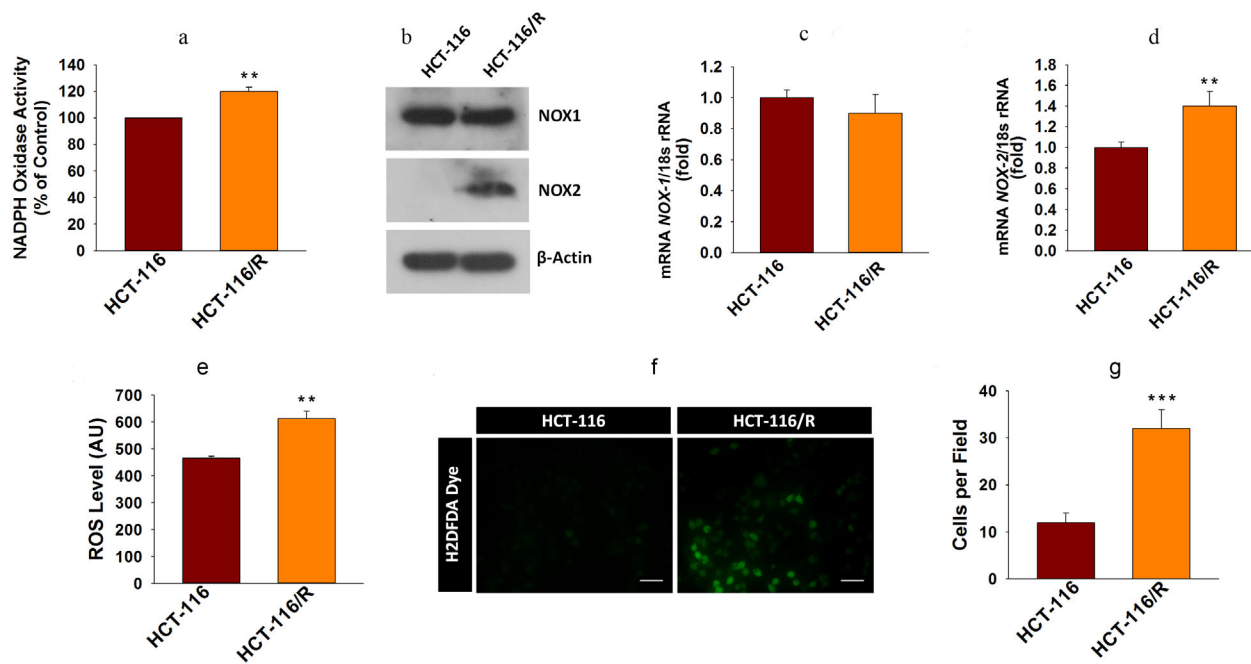 a
NADPH Oxidase Activity
(% of Control)
140
120
100
80
60
40
20
0
**
HCT-116
HCT-116/R
b
HCT-116
HCT-116/R
NOX1
NOX2
β-Actin
c
mRNA NOX-1/18s rRNA
(fold)
1.2
1.0
0.8
0.6
0.4
0.2
0.0
HCT-116
HCT-116/R
d
mRNA NOX-2/18s rRNA
(fold)
1.8
1.6
1.4
1.2
1.0
0.8
0.6
0.4
0.2
0.0
**
HCT-116
HCT-116/R
e
ROS Level (AU)
700
600
500
400
300
200
100
0
**
HCT-116
HCT-116/R
f
HCT-116
HCT-116/R
H2DFDA Dye
g
Cells per Field
40
30
20
10
0
***
HCT-116
HCT-116/R